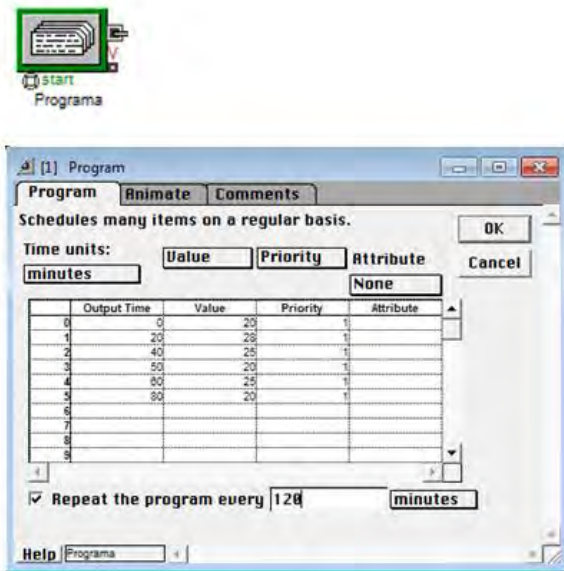 V
start
Programa
[1] Program
Program Animate Comments
Schedules many items on a regular basis.
OK
Cancel
Time units:
minutes
Value Priority Attribute
None
Output Time Value Priority Attribute
0 0 20 1
1 20 28 1
2 40 25 1
3 50 20 1
4 60 25 1
5 80 20 1
6
7
8
9
Repeat the program every 120 minutes
Help Programa